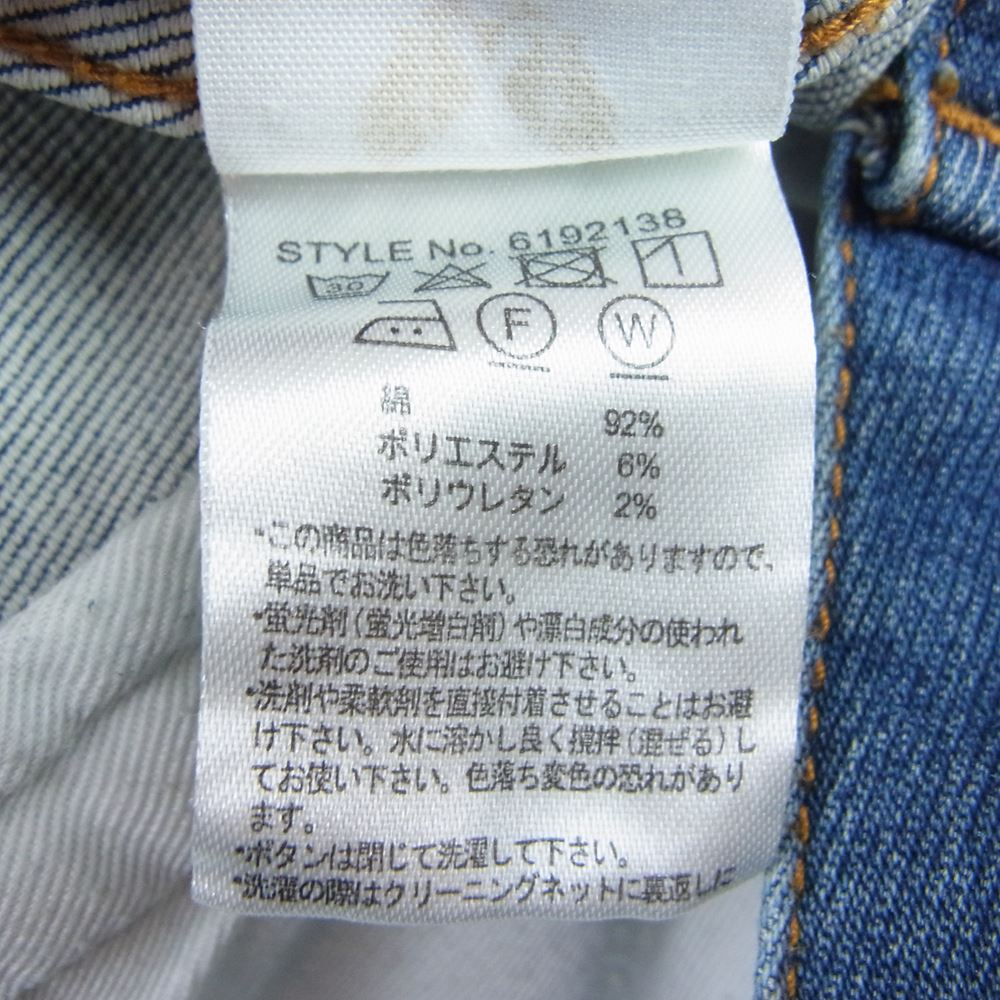 STYLE No. 6192138
30
F W
綿 92%
ポリエステル 6%
ポリウレタン 2%
・この商品は色落ちする恐れがありますので、
単品でお洗い下さい。
・蛍光剤(蛍光増白剤)や漂白成分の使われ
た洗剤のご使用はお避け下さい。
・洗剤や柔軟剤を直接付着させることはお避
け下さい。水に溶かし良く撹拌(混ぜる)し
てお使い下さい。色落ち変色の恐れがあり
ます。
・ボタンは閉じて洗濯して下さい。
・洗濯の際はクリーニングネットに裏返しに